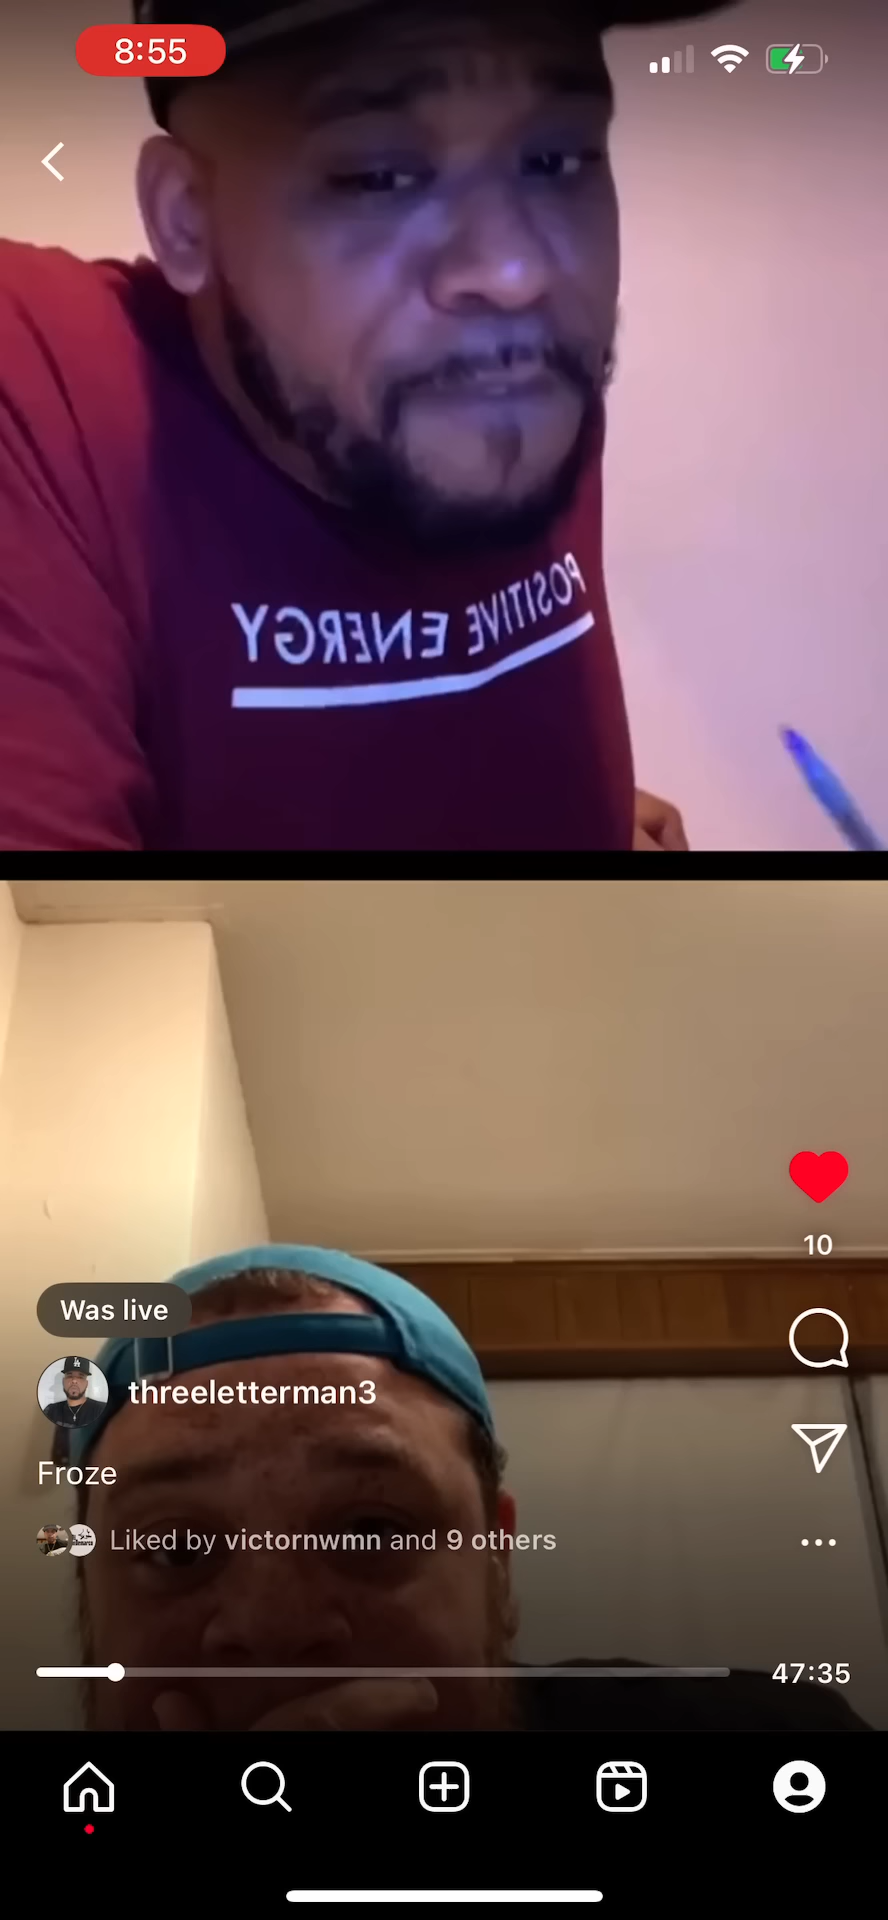 8:55
POSITIVE ENERGY
Was live
threeletterman3
Froze
Liked by victornwmn and 9 others
10
47:35